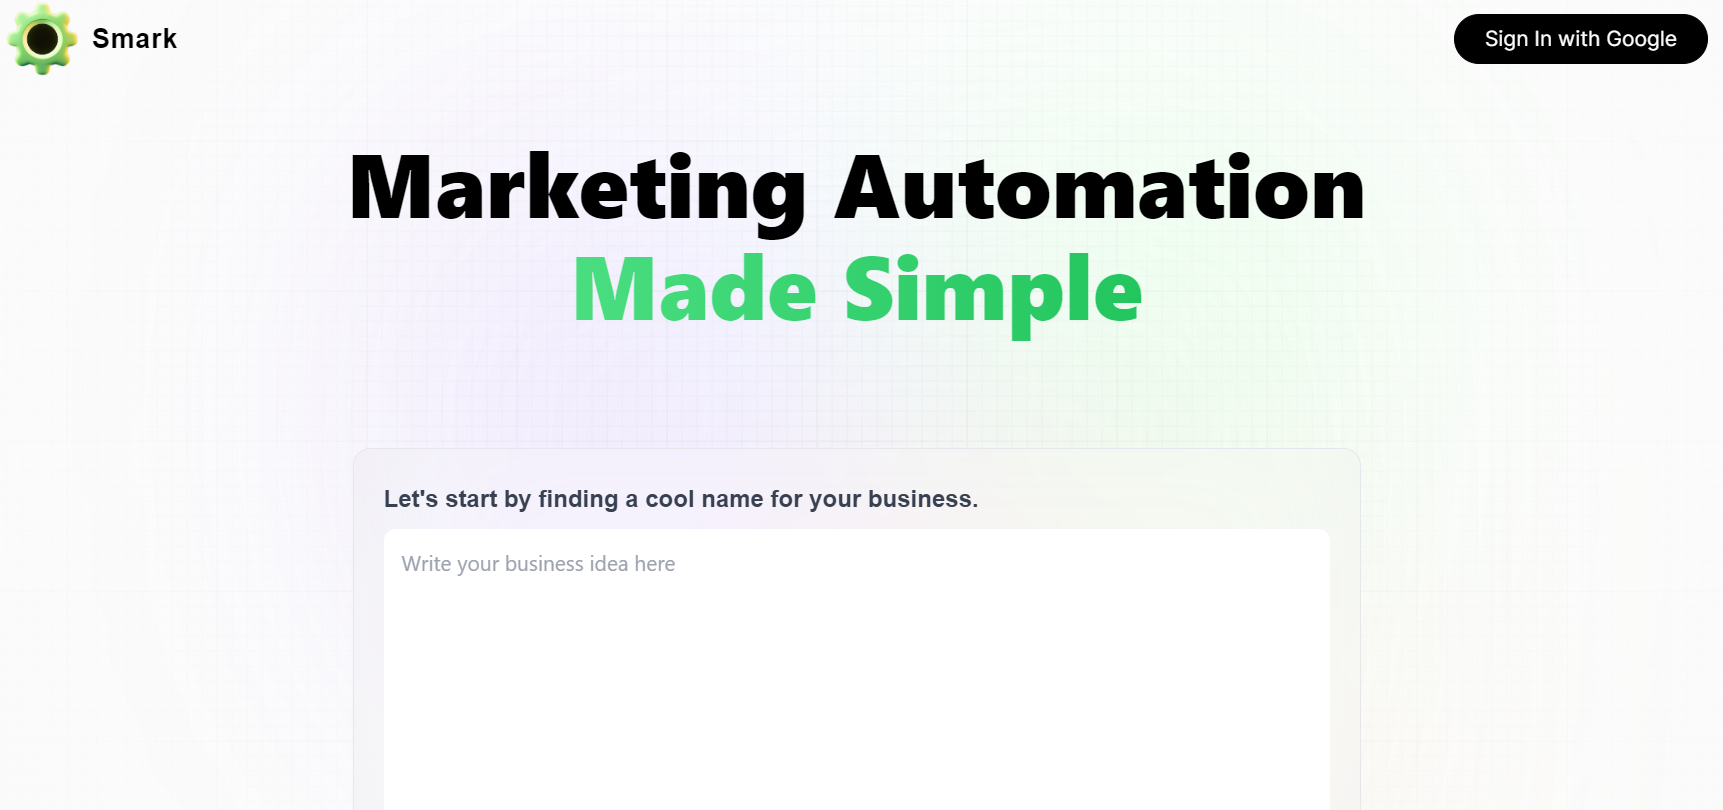 Smark
Sign In with Google
Marketing Automation
Made Simple
Let's start by finding a cool name for your business.
Write your business idea here